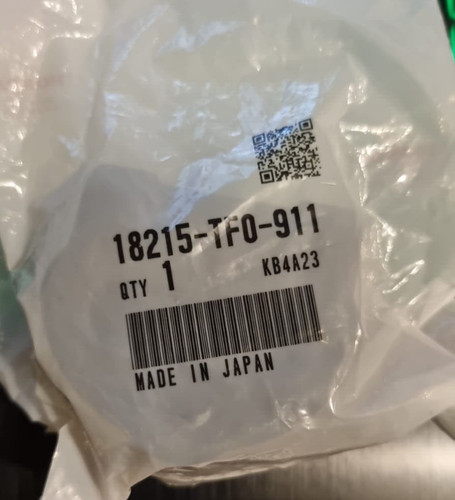 18215-TF0-911
QTY 1 KB4A23
MADE IN JAPAN